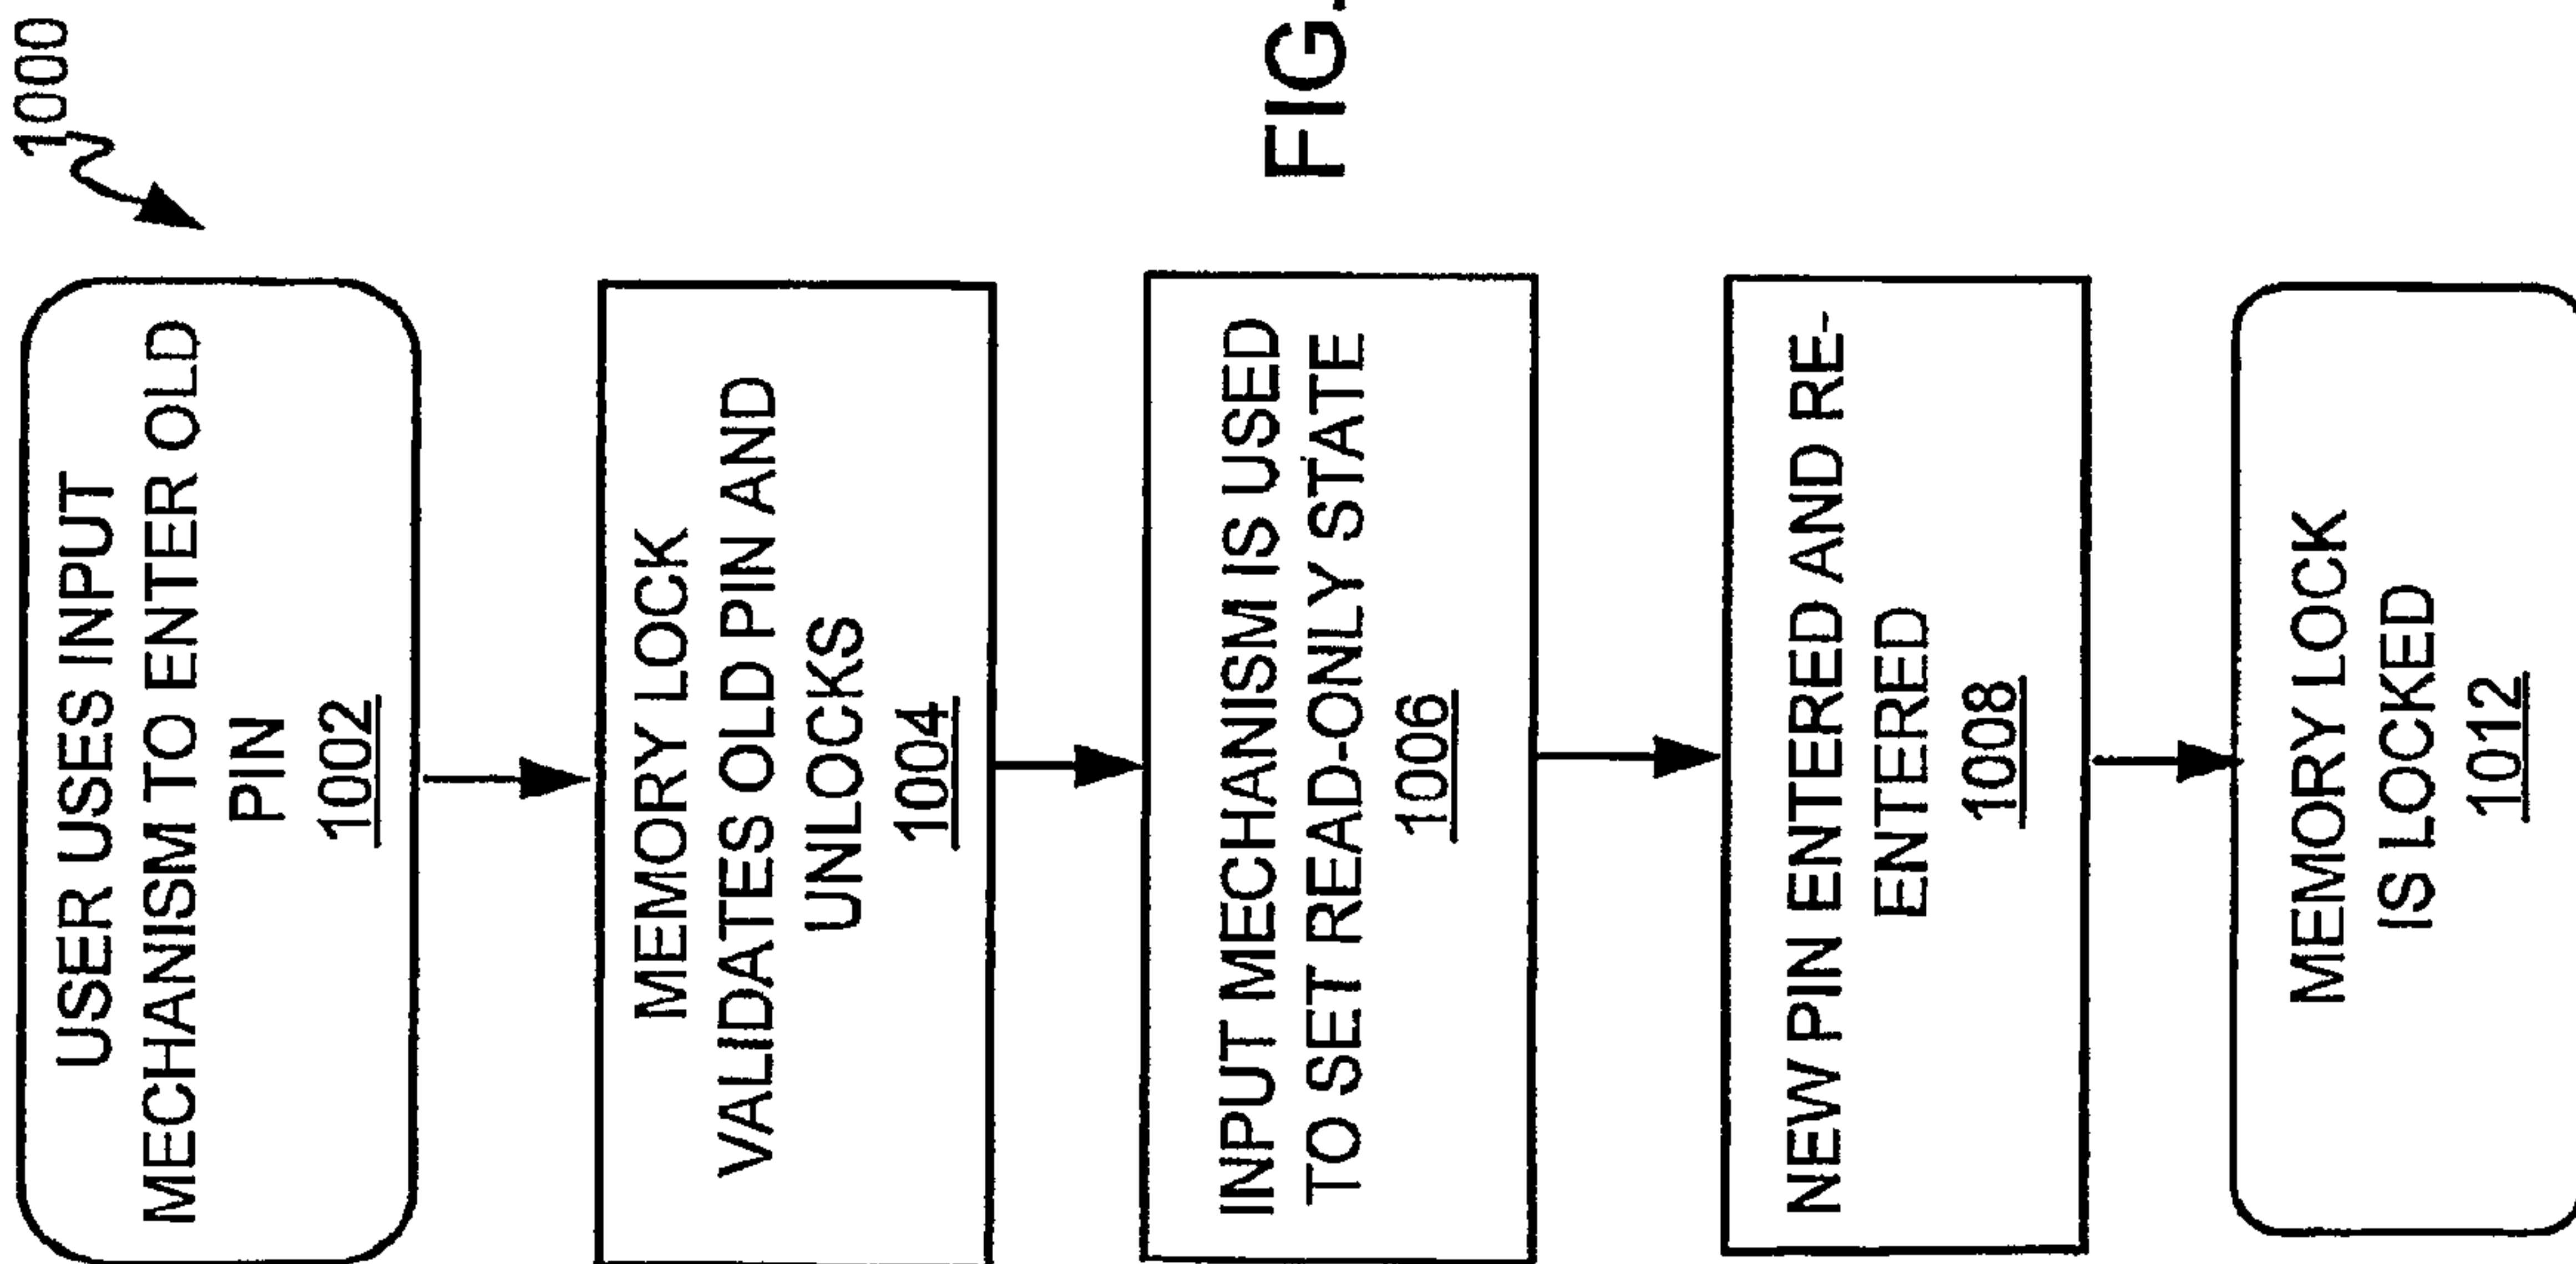 1000
USER USES INPUT
MECHANISM TO ENTER OLD
PIN
1002
MEMORY LOCK
VALIDATES OLD PIN AND
UNLOCKS
1004
INPUT MECHANISM IS USED
TO SET READ-ONLY STATE
1006
NEW PIN ENTERED AND RE-
ENTERED
1008
MEMORY LOCK
IS LOCKED
1012
FIG.